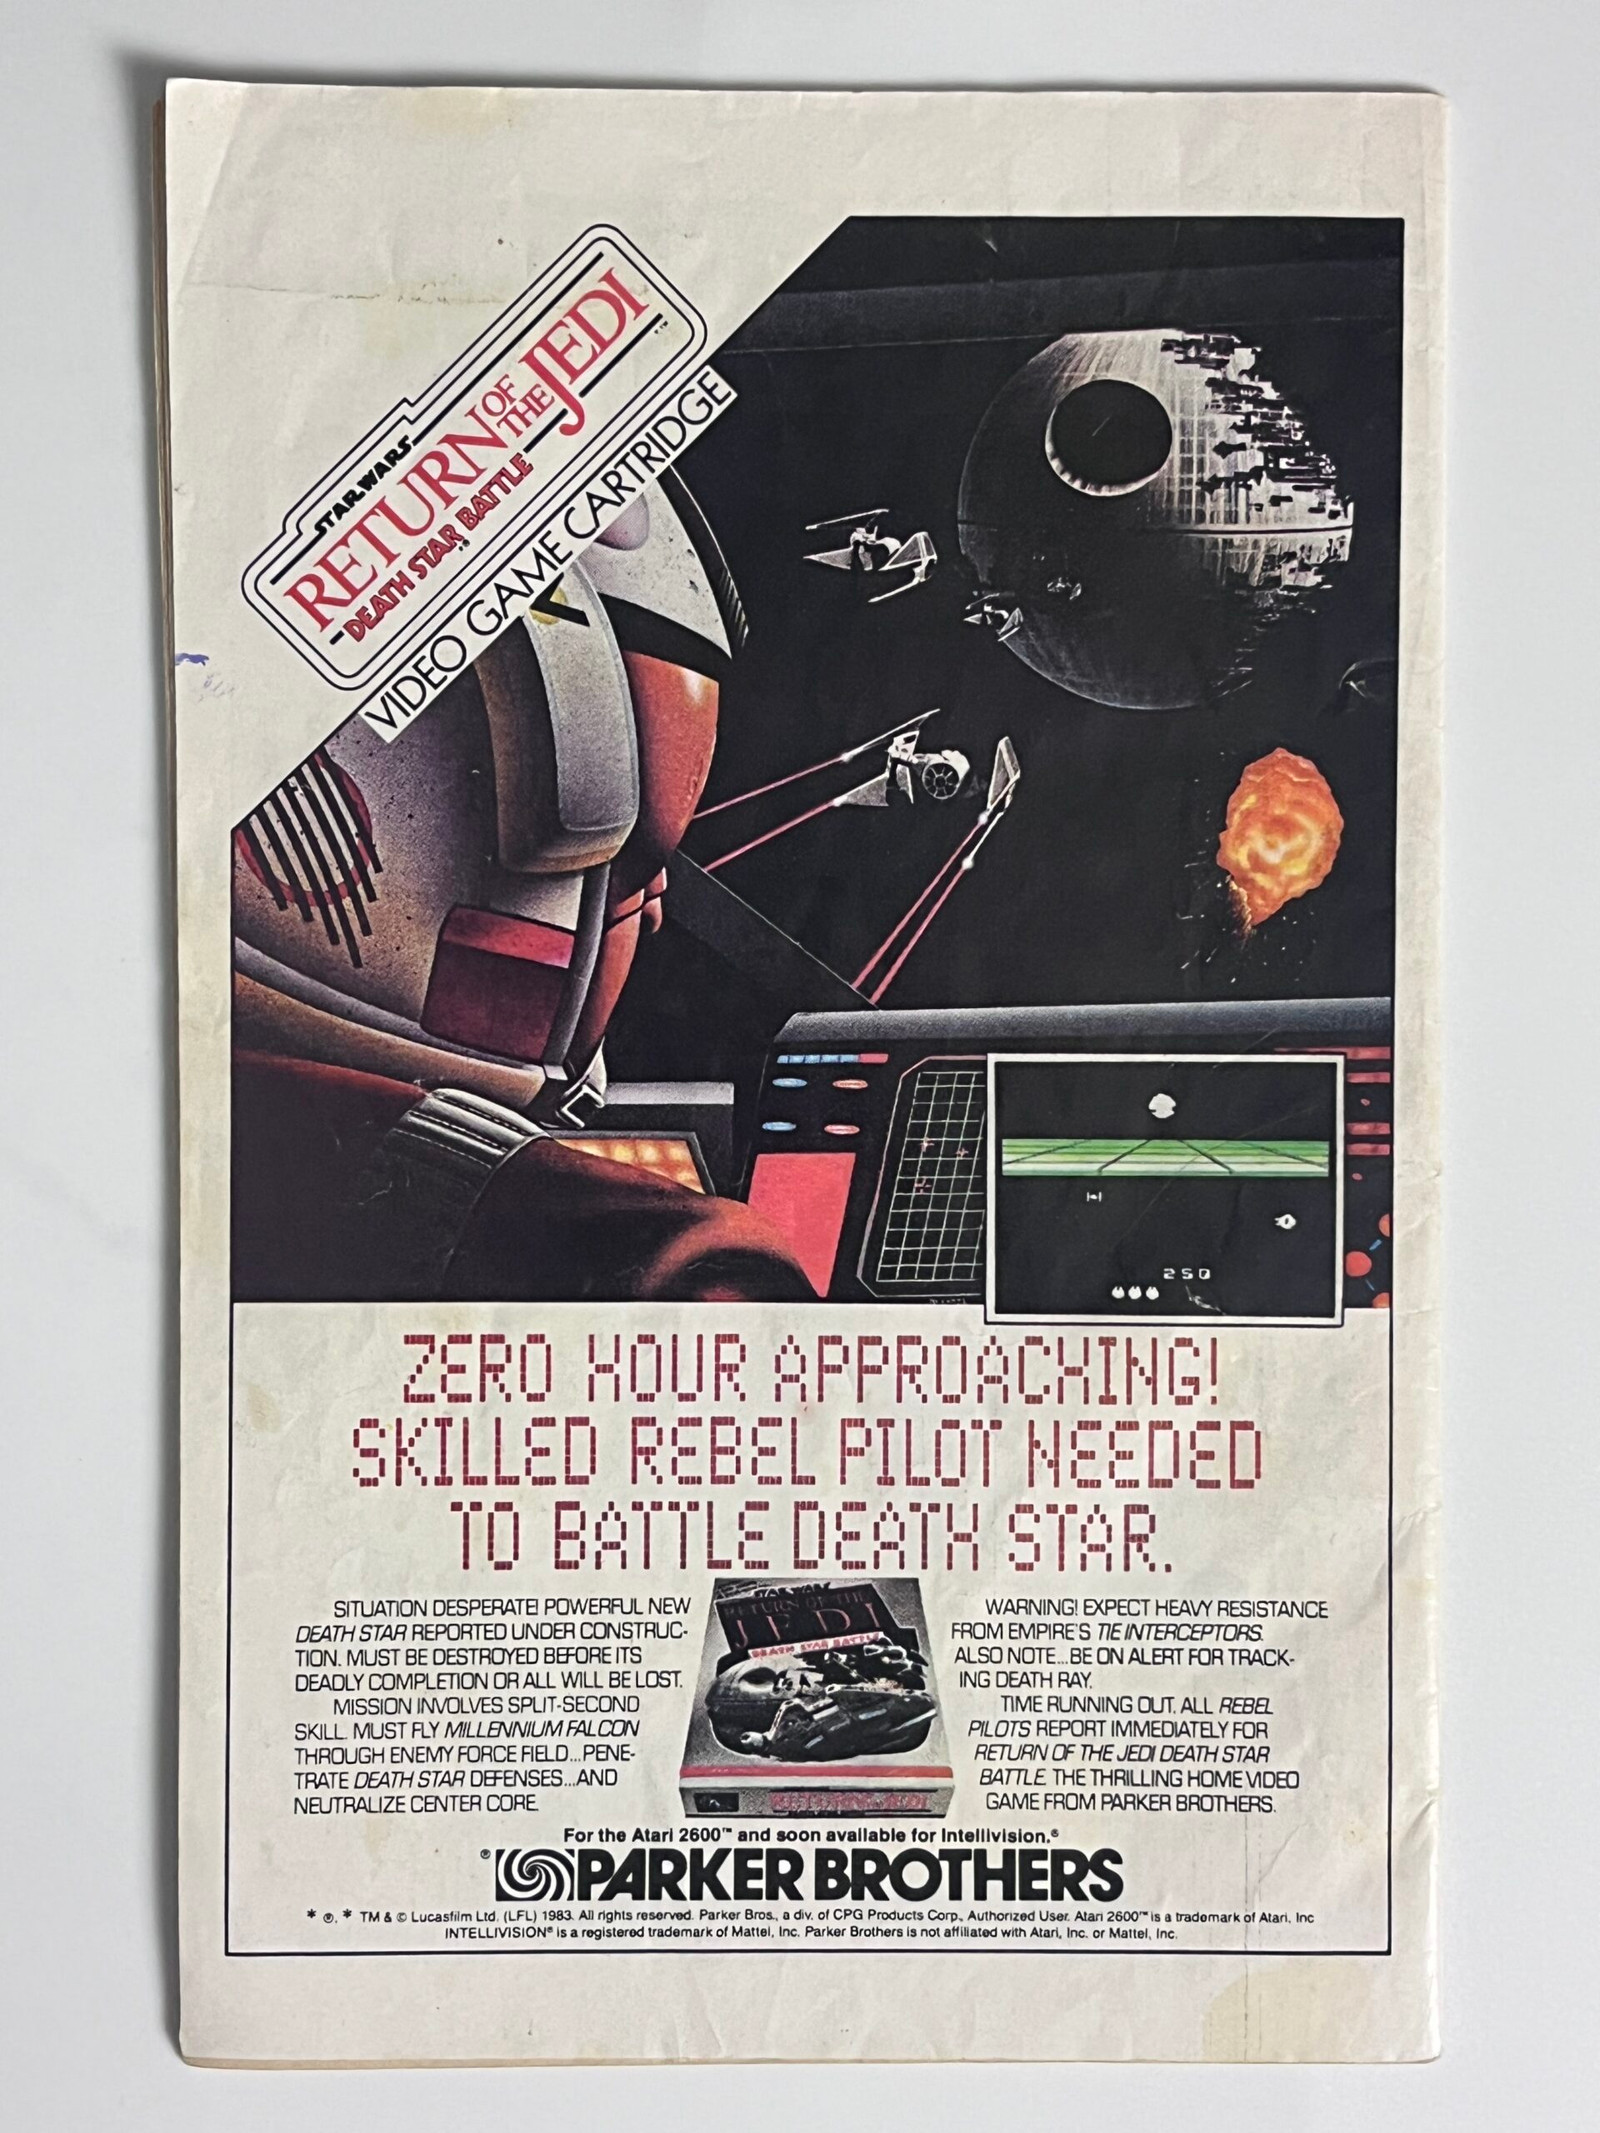 STAR WARS
RETURN OF THE JEDI
DEATH STAR BATTLE
VIDEO GAME CARTRIDGE
250
ZERO HOUR APPROACHING!
SKILLED REBEL PILOT NEEDED
TO BATTLE DEATH STAR.
SITUATION DESPERATE! POWERFUL NEW
DEATH STAR REPORTED UNDER CONSTRUC-
TION. MUST BE DESTROYED BEFORE ITS
DEADLY COMPLETION OR ALL WILL BE LOST.
MISSION INVOLVES SPLIT-SECOND
SKILL. MUST FLY MILLENNIUM FALCON
THROUGH ENEMY FORCE FIELD...PENE-
TRATE DEATH STAR DEFENSES...AND
NEUTRALIZE CENTER CORE.
STAR WARS
RETURN OF THE
JEDI
DEATH STAR BATTLE
RETURN OF THE JEDI
WARNING! EXPECT HEAVY RESISTANCE
FROM EMPIRE'S TIE INTERCEPTORS.
ALSO NOTE...BE ON ALERT FOR TRACK-
ING DEATH RAY.
TIME RUNNING OUT. ALL REBEL
PILOTS REPORT IMMEDIATELY FOR
RETURN OF THE JEDI DEATH STAR
BATTLE. THE THRILLING HOME VIDEO
GAME FROM PARKER BROTHERS.
For the Atari 2600™ and soon available for Intellivision.®
® PARKER BROTHERS
* ®, * TM & © Lucasfilm Ltd. (LFL) 1983. All rights reserved. Parker Bros., a div. of CPG Products Corp., Authorized User. Atari 2600™ is a trademark of Atari, Inc
INTELLIVISION® is a registered trademark of Mattel, Inc. Parker Brothers is not affiliated with Atari, Inc. or Mattel, Inc.